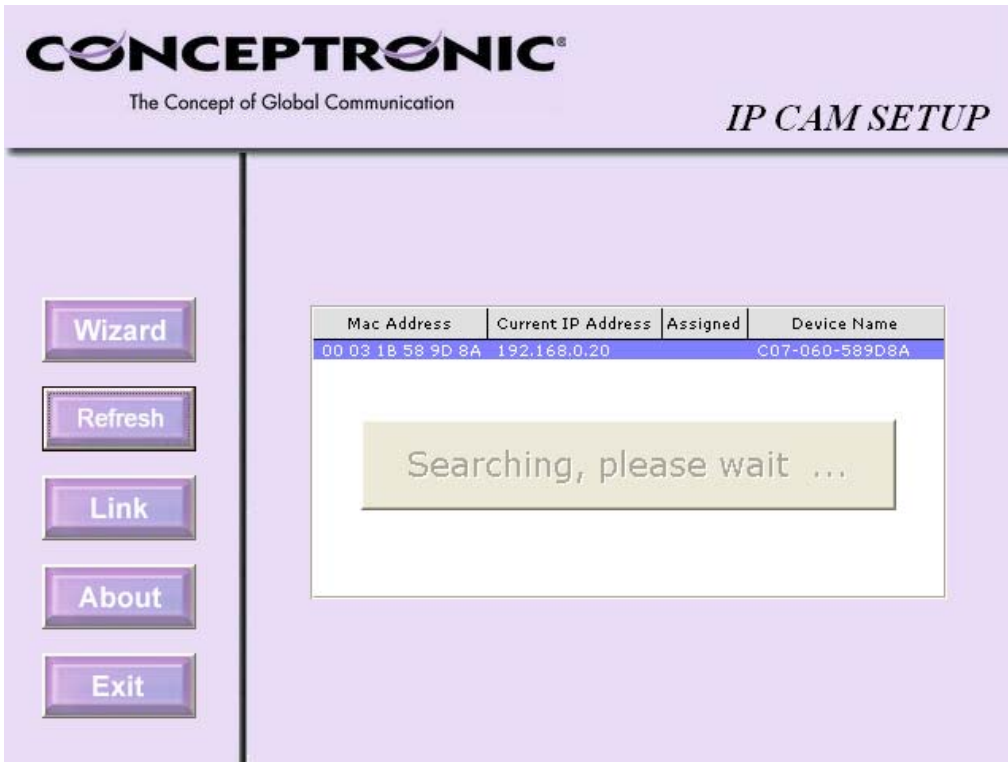 CONCEPTRONIC®
The Concept of Global Communication
IP CAM SETUP
Wizard
Refresh
Link
About
Exit
Mac Address Current IP Address Assigned Device Name
00 03 1B 58 9D 8A 192.168.0.20 C07-060-589D8A
Searching, please wait ...